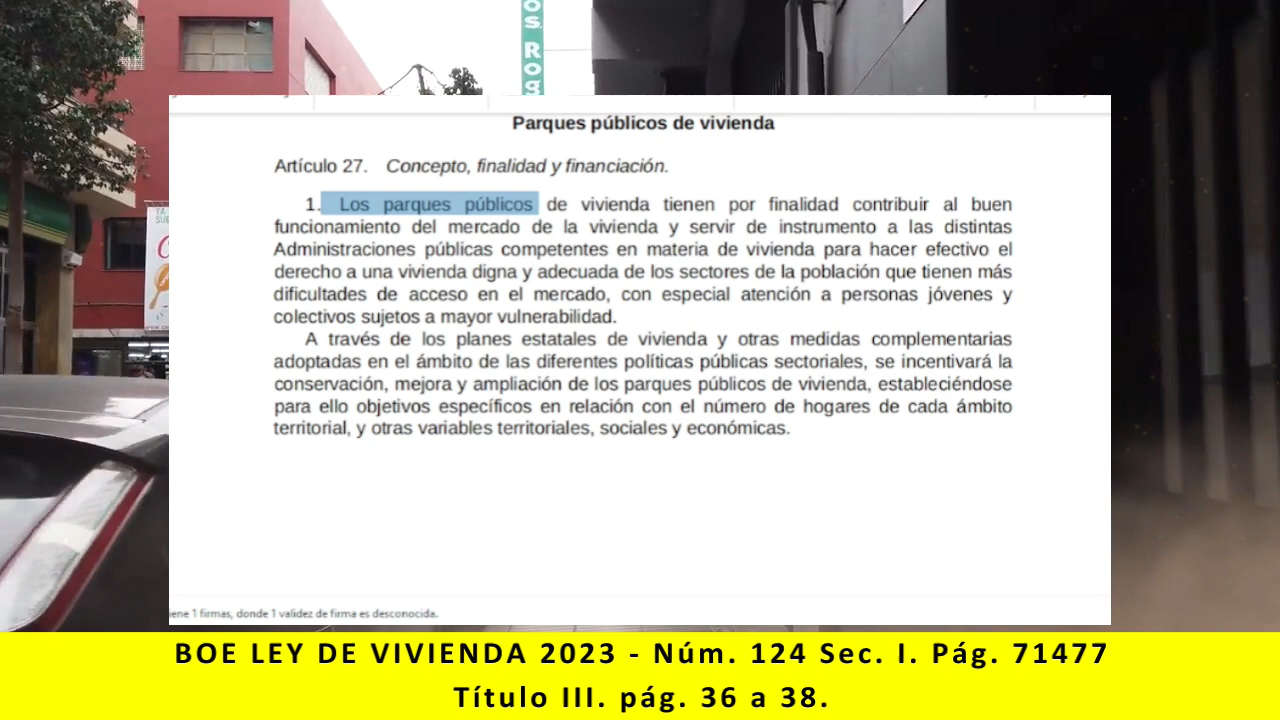 OS. Rog
Parques públicos de vivienda
Artículo 27. Concepto, finalidad y financiación.
1. Los parques públicos de vivienda tienen por finalidad contribuir al buen
funcionamiento del mercado de la vivienda y servir de instrumento a las distintas
Administraciones públicas competentes en materia de vivienda para hacer efectivo el
derecho a una vivienda digna y adecuada de los sectores de la población que tienen más
dificultades de acceso en el mercado, con especial atención a personas jóvenes y
colectivos sujetos a mayor vulnerabilidad.
A través de los planes estatales de vivienda y otras medidas complementarias
adoptadas en el ámbito de las diferentes políticas públicas sectoriales, se incentivará la
conservación, mejora y ampliación de los parques públicos de vivienda, estableciéndose
para ello objetivos específicos en relación con el número de hogares de cada ámbito
territorial, y otras variables territoriales, sociales y económicas.
ene 1 firmas, donde 1 validez de firma es desconocida.
BOE LEY DE VIVIENDA 2023 - Núm. 124 Sec. I. Pág. 71477
Título III. pág. 36 a 38.